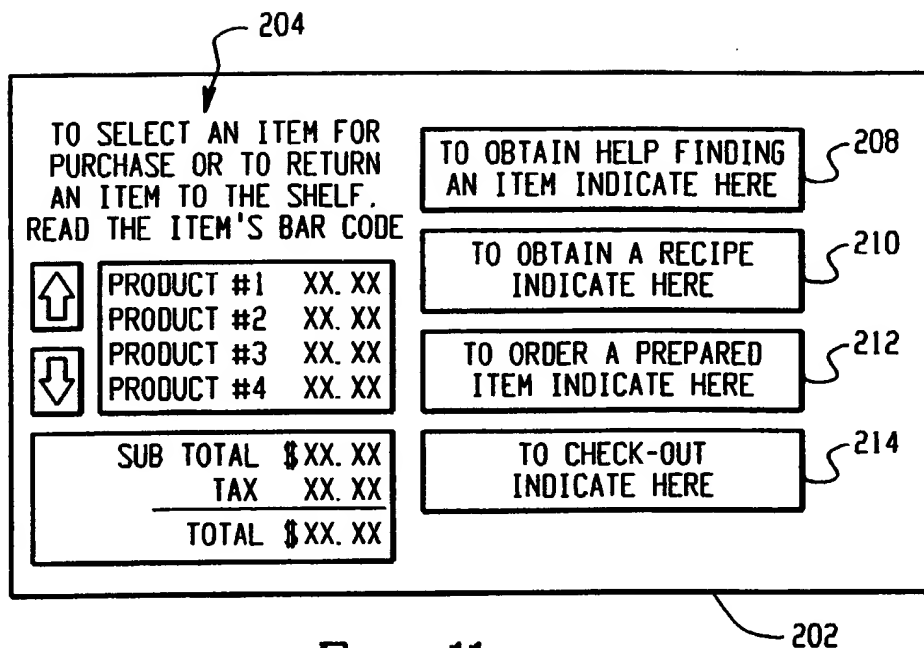 204
TO SELECT AN ITEM FOR
PURCHASE OR TO RETURN
AN ITEM TO THE SHELF.
READ THE ITEM'S BAR CODE
PRODUCT #1 XX.XX
PRODUCT #2 XX.XX
PRODUCT #3 XX.XX
PRODUCT #4 XX.XX
SUB TOTAL $XX.XX
TAX XX.XX
TOTAL $XX.XX
TO OBTAIN HELP FINDING
AN ITEM INDICATE HERE
208
TO OBTAIN A RECIPE
INDICATE HERE
210
TO ORDER A PREPARED
ITEM INDICATE HERE
212
TO CHECK-OUT
INDICATE HERE
214
202